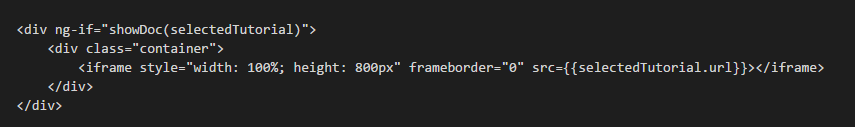 <div ng-if="showDoc(selectedTutorial)">
    <div class="container">
        <iframe style="width: 100%; height: 800px" frameborder="0" src={{selectedTutorial.url}}></iframe>
    </div>
</div>